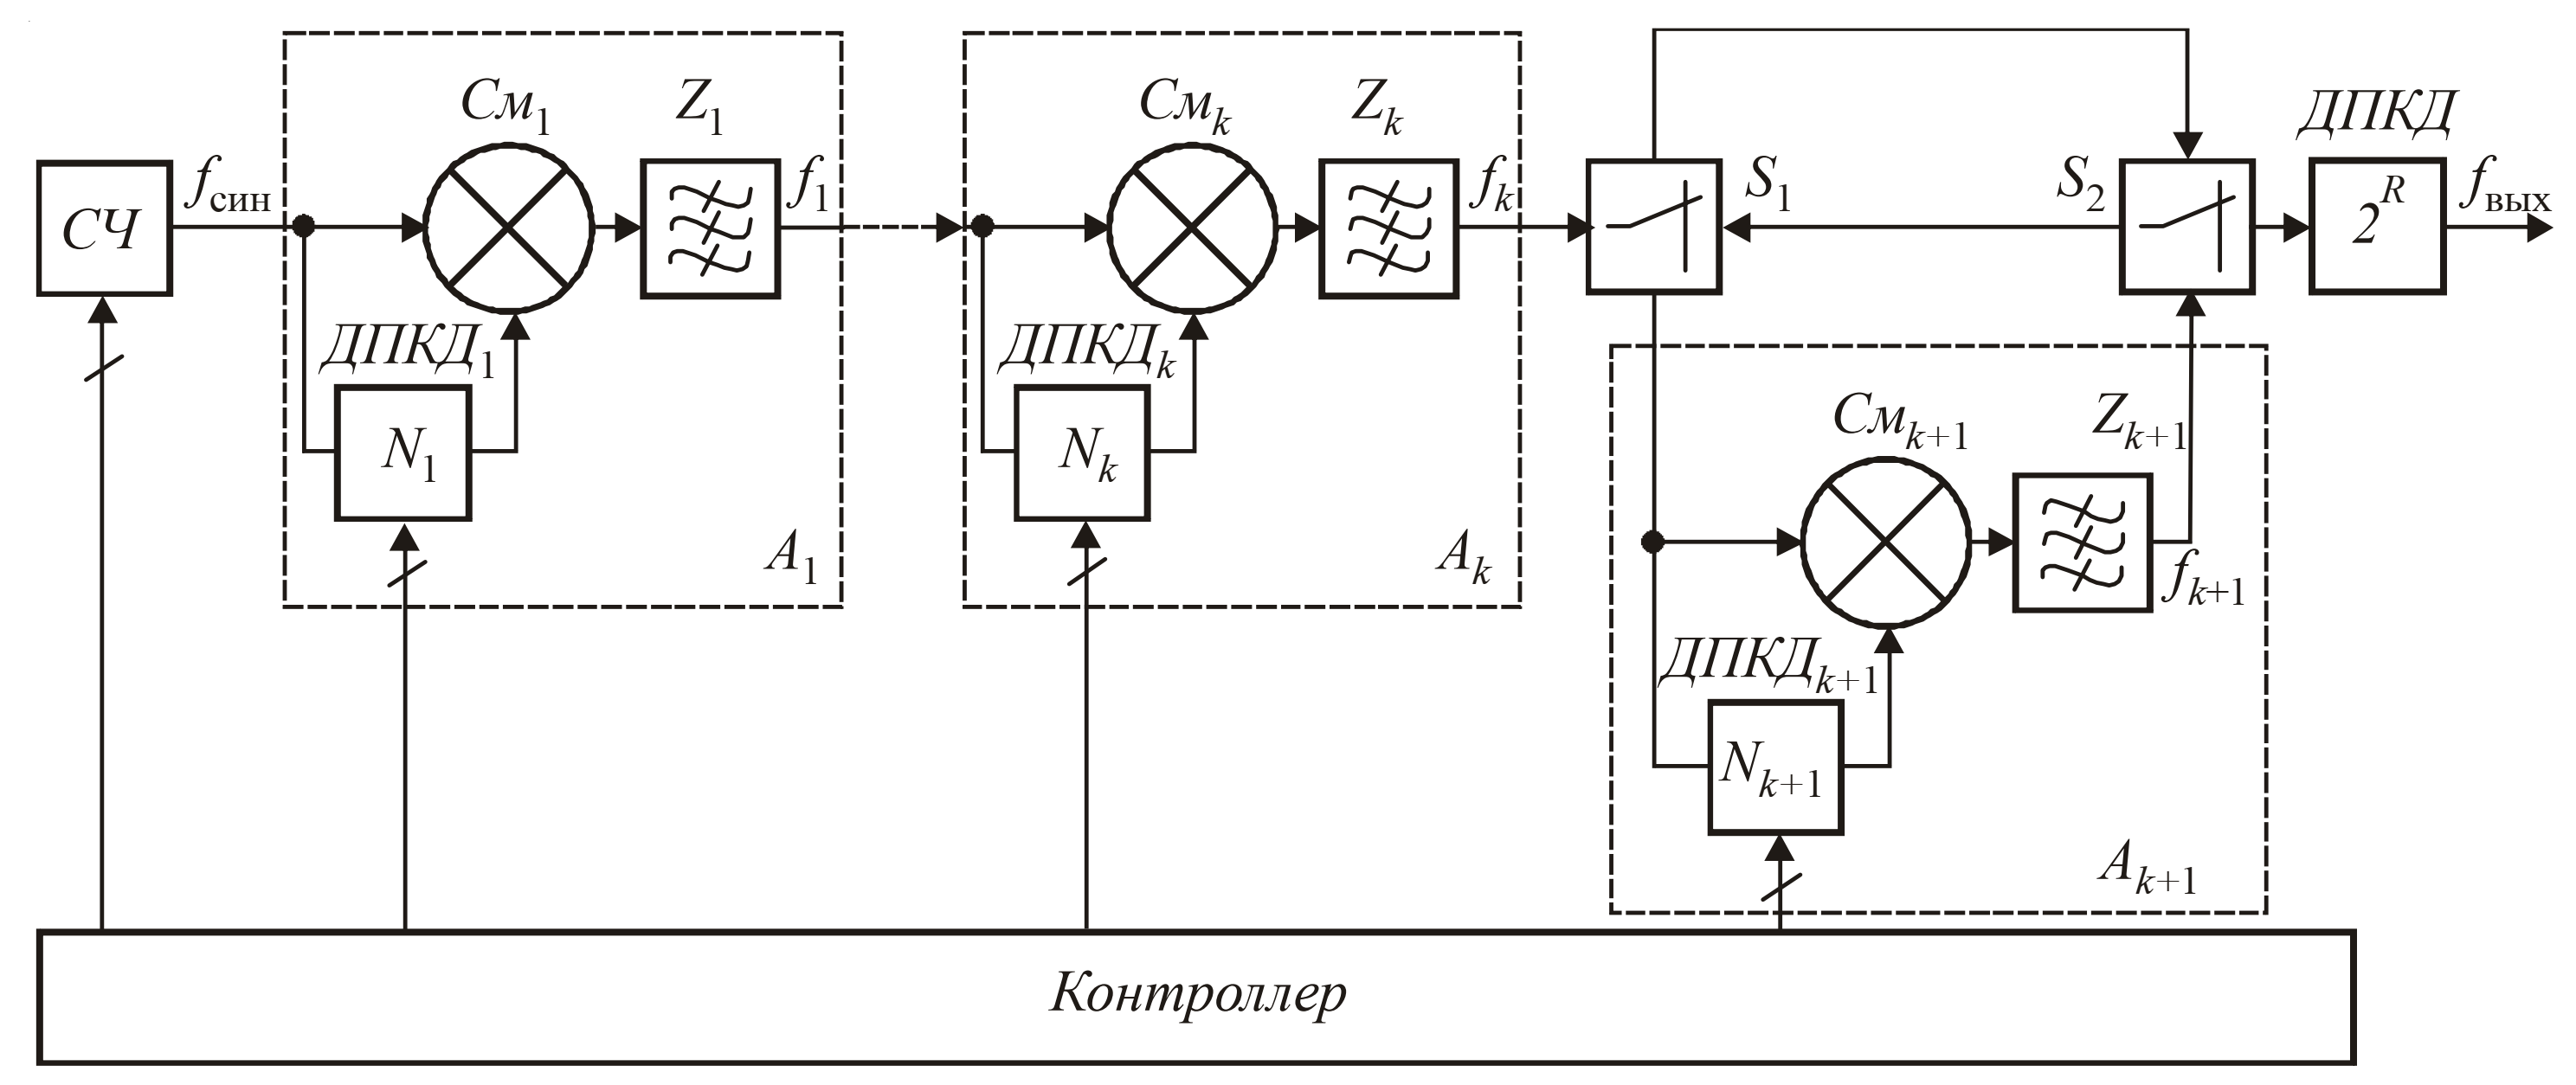 СЧ
fсин
См1
Z1
f1
ДПКД1
N1
A1
Смk
Zk
fk
ДПКДk
Nk
Ak
S1
S2
ДПКД
2^R
fвых
Смk+1
Zk+1
fk+1
ДПКДk+1
Nk+1
Ak+1
Контроллер